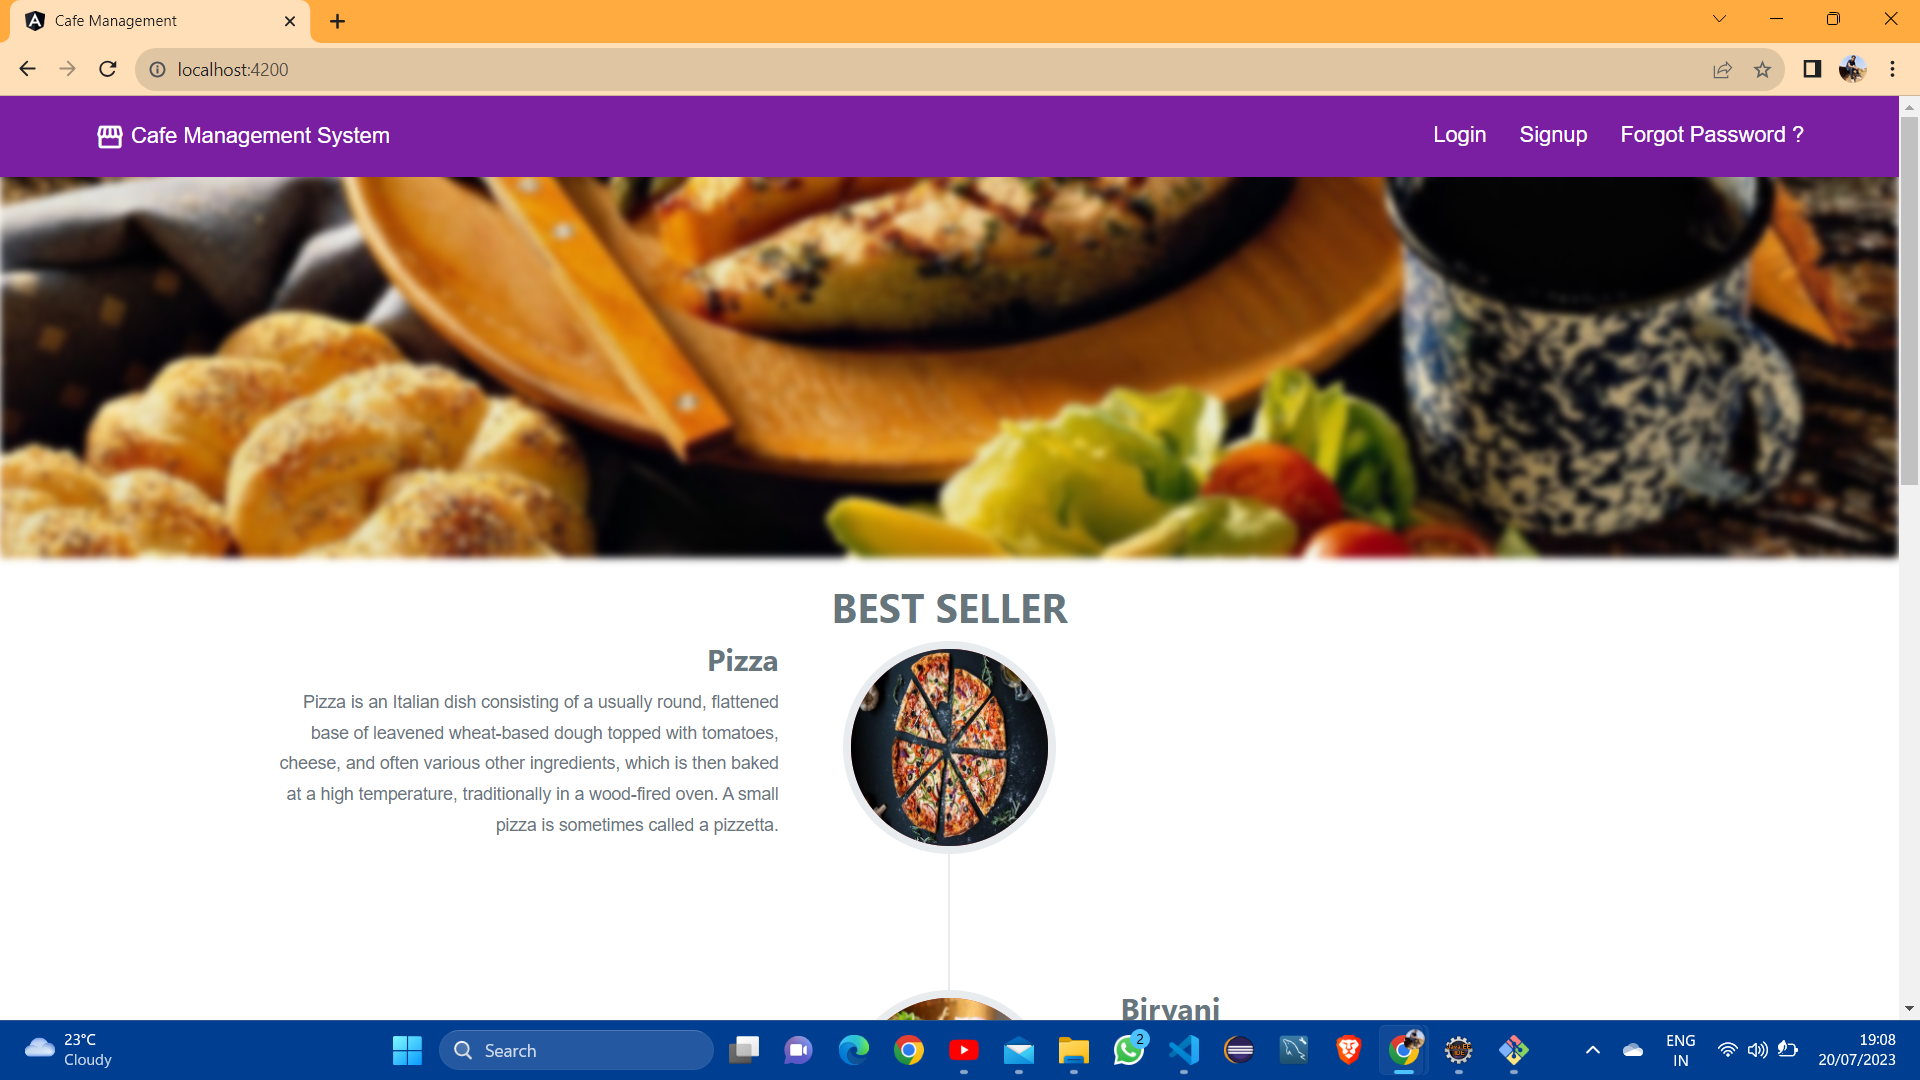 Cafe Management
localhost:4200
Cafe Management System
Login
Signup
Forgot Password ?
BEST SELLER
Pizza
Pizza is an Italian dish consisting of a usually round, flattened
base of leavened wheat-based dough topped with tomatoes,
cheese, and often various other ingredients, which is then baked
at a high temperature, traditionally in a wood-fired oven. A small
pizza is sometimes called a pizzetta.
Biryani
23°C
Cloudy
Search
2
ENG
IN
19:08
20/07/2023